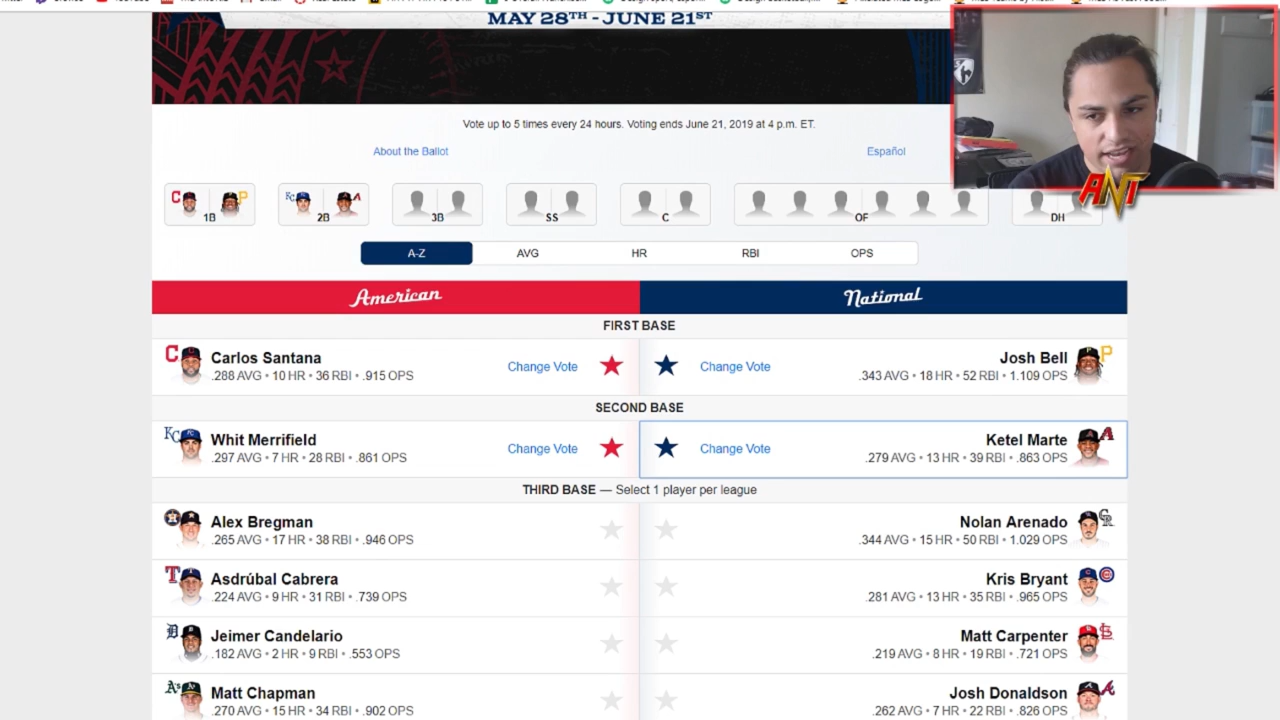 MAY 28TH - JUNE 21ST
Vote up to 5 times every 24 hours. Voting ends June 21, 2019 at 4 p.m. ET.
About the Ballot
Español
1B
2B
3B
SS
C
OF
DH
A-Z
AVG
HR
RBI
OPS
ANT
American
National
FIRST BASE
Carlos Santana
.288 AVG • 10 HR • 36 RBI • .915 OPS
Change Vote
Change Vote
Josh Bell
.343 AVG • 18 HR • 52 RBI • 1.109 OPS
SECOND BASE
Whit Merrifield
.297 AVG • 7 HR • 28 RBI • .861 OPS
Change Vote
Change Vote
Ketel Marte
.279 AVG • 13 HR • 39 RBI • .863 OPS
THIRD BASE — Select 1 player per league
Alex Bregman
.265 AVG • 17 HR • 38 RBI • .946 OPS
Nolan Arenado
.344 AVG • 15 HR • 50 RBI • 1.029 OPS
Asdrúbal Cabrera
.224 AVG • 9 HR • 31 RBI • .739 OPS
Kris Bryant
.281 AVG • 13 HR • 35 RBI • .965 OPS
Jeimer Candelario
.182 AVG • 2 HR • 9 RBI • .553 OPS
Matt Carpenter
.219 AVG • 8 HR • 19 RBI • .721 OPS
Matt Chapman
.270 AVG • 15 HR • 34 RBI • .902 OPS
Josh Donaldson
.262 AVG • 7 HR • 22 RBI • .826 OPS